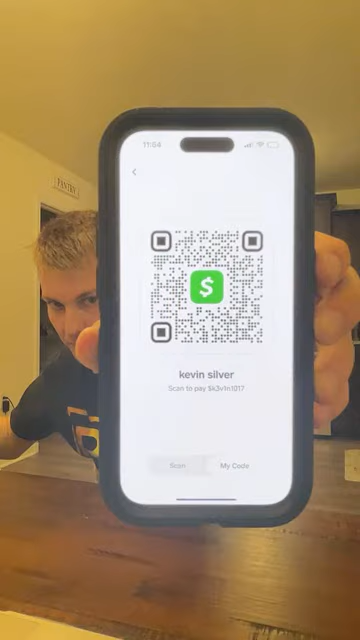 11:54
PANTRY
$
kevin silver
Scan to pay $k3v1n1017
Scan
My Code